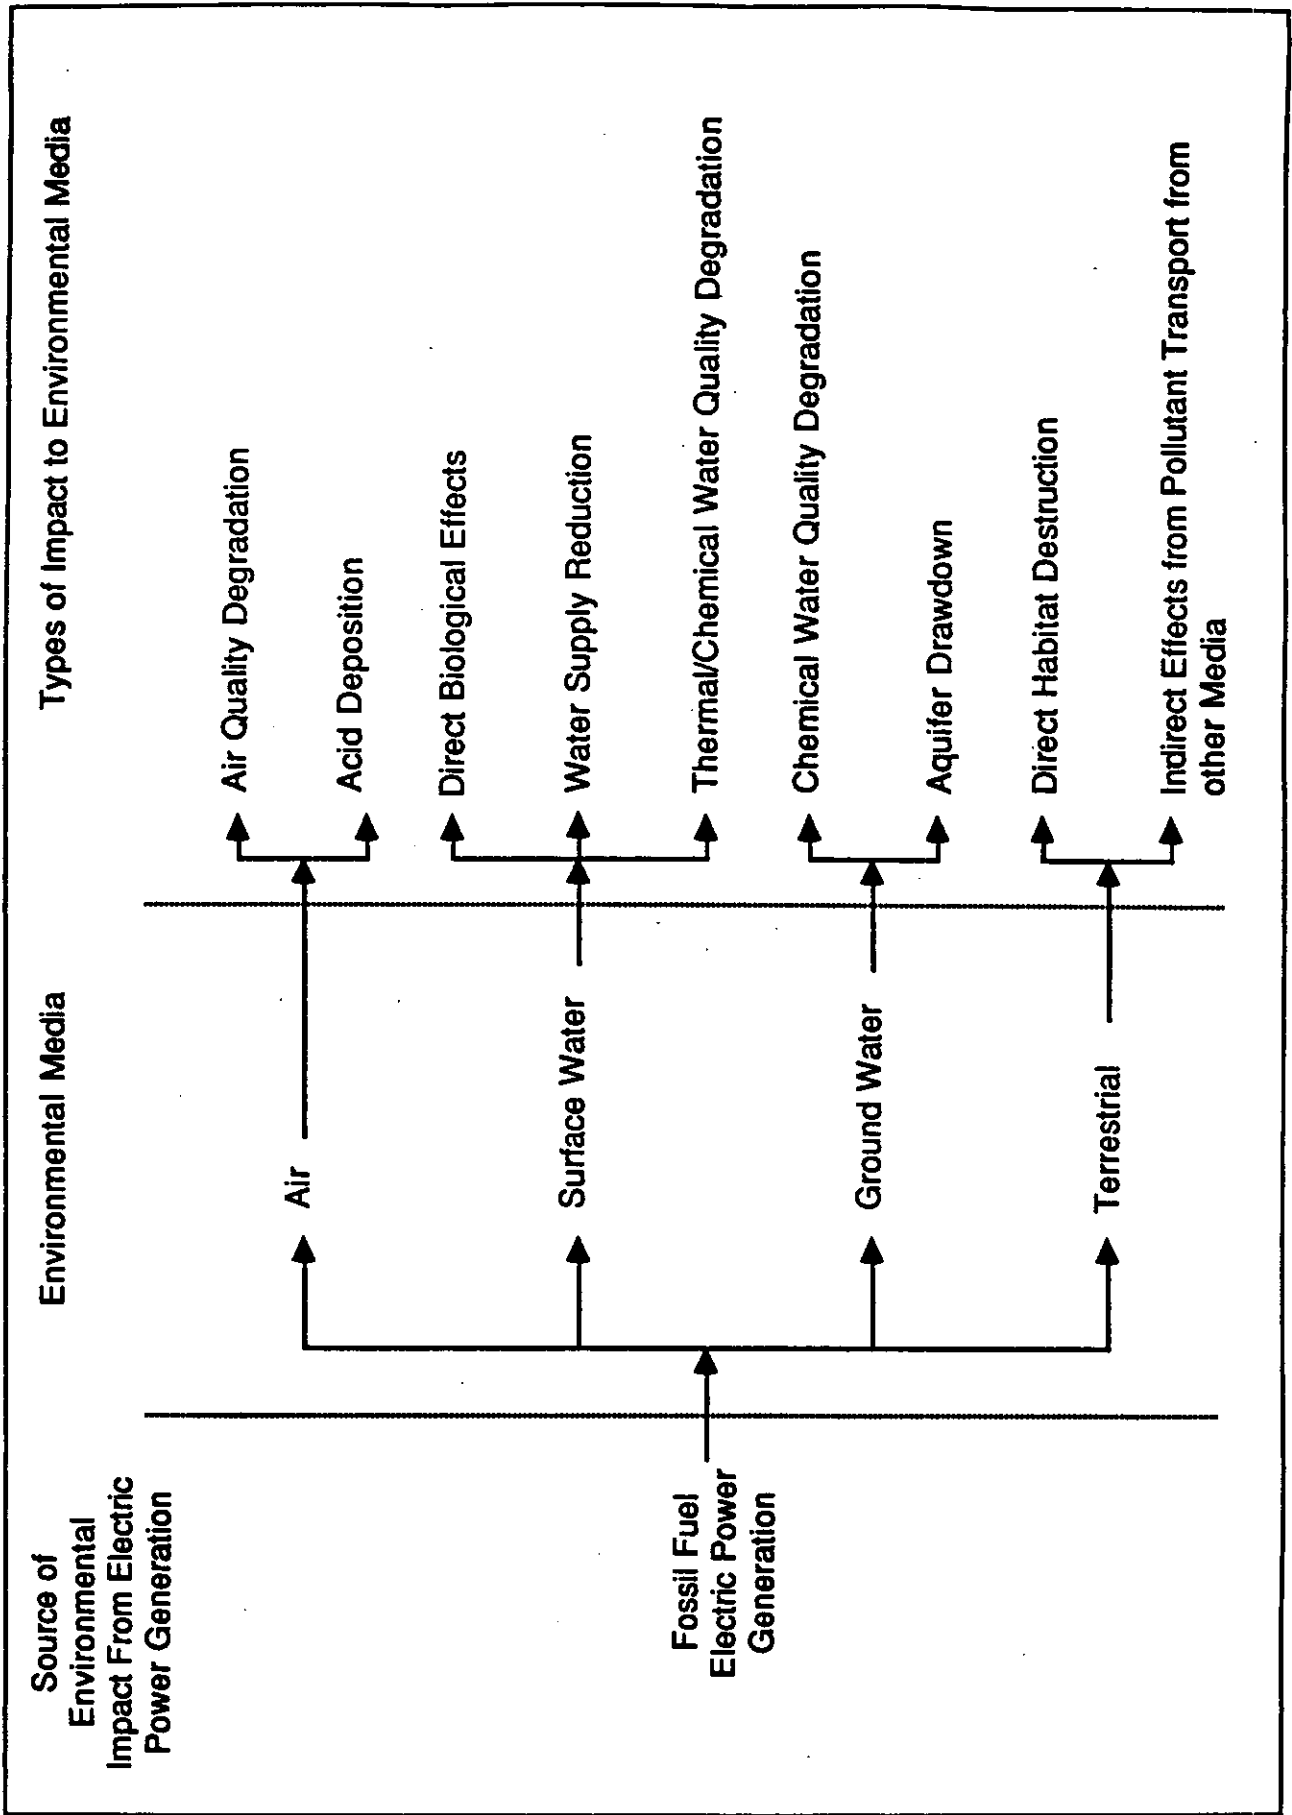 Source of
Environmental
Impact From Electric
Power Generation
Environmental Media
Types of Impact to Environmental Media
Fossil Fuel
Electric Power
Generation
Air
Surface Water
Ground Water
Terrestrial
Air Quality Degradation
Acid Deposition
Direct Biological Effects
Water Supply Reduction
Thermal/Chemical Water Quality Degradation
Chemical Water Quality Degradation
Aquifer Drawdown
Direct Habitat Destruction
Indirect Effects from Pollutant Transport from
other Media